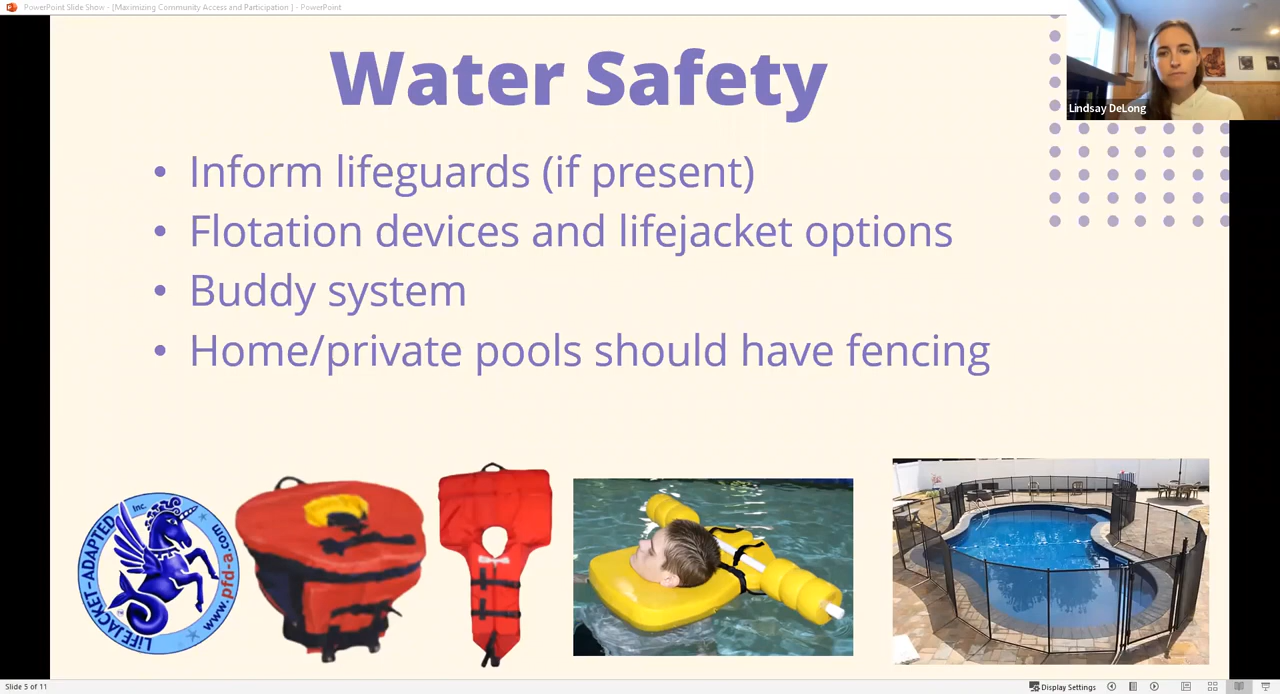 PowerPoint Slide Show - [Maximizing Community Access and Participation ] - PowerPoint
Lindsay DeLong
Water Safety
• Inform lifeguards (if present)
• Flotation devices and lifejacket options
• Buddy system
• Home/private pools should have fencing
LIFEJACKET-ADAPTED Inc.
www.pfd-a.com
Slide 5 of 11
Display Settings